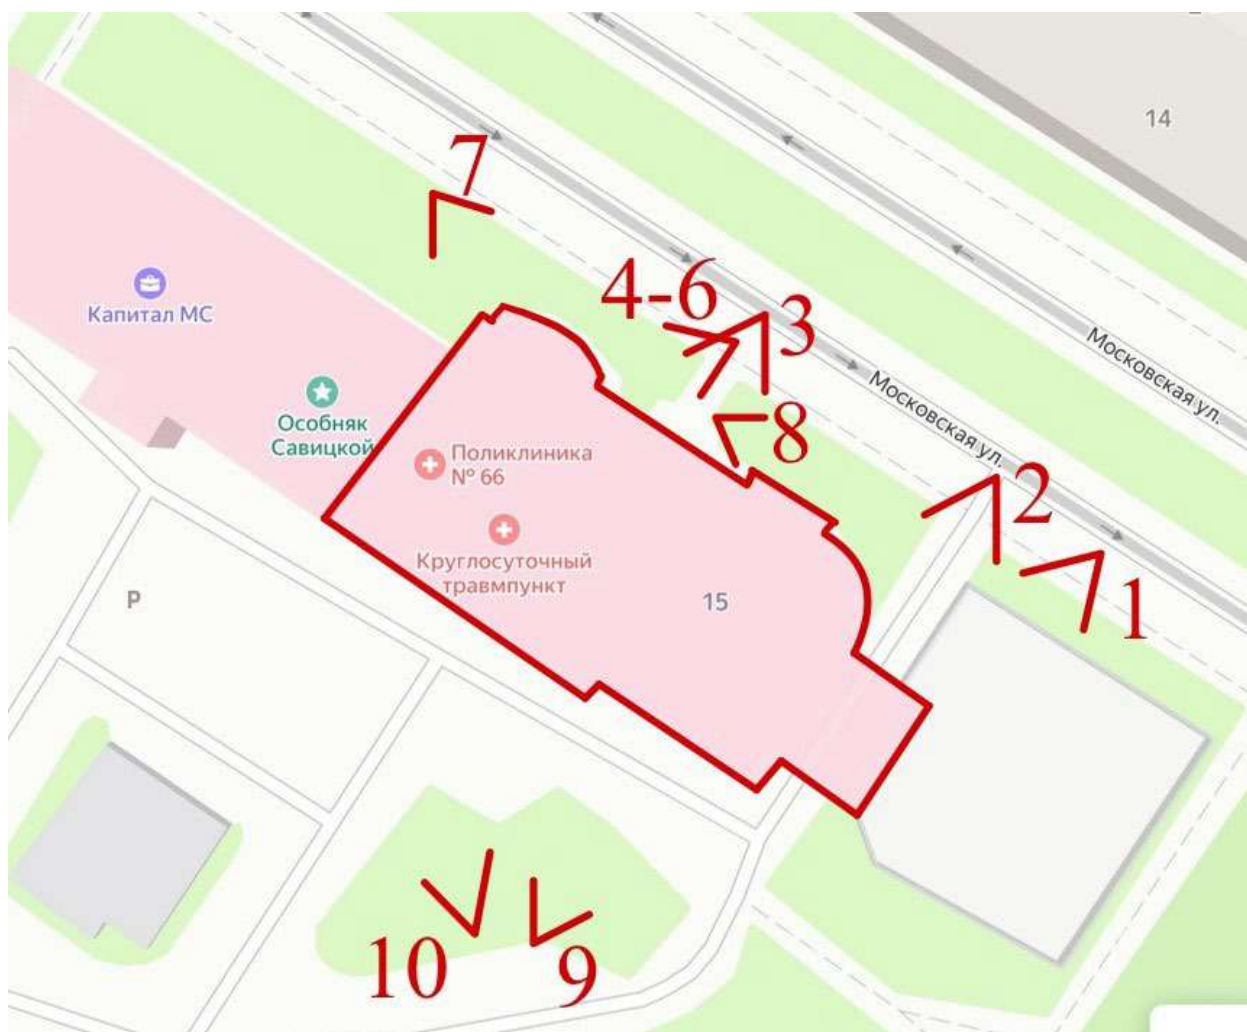 14
7
Капитал МС
4-6
3
Московская ул.
Московская ул.
Особняк
Савицкой
8
Поликлиника
№ 66
2
Круглосуточный
травмпункт
P
15
1
10
9